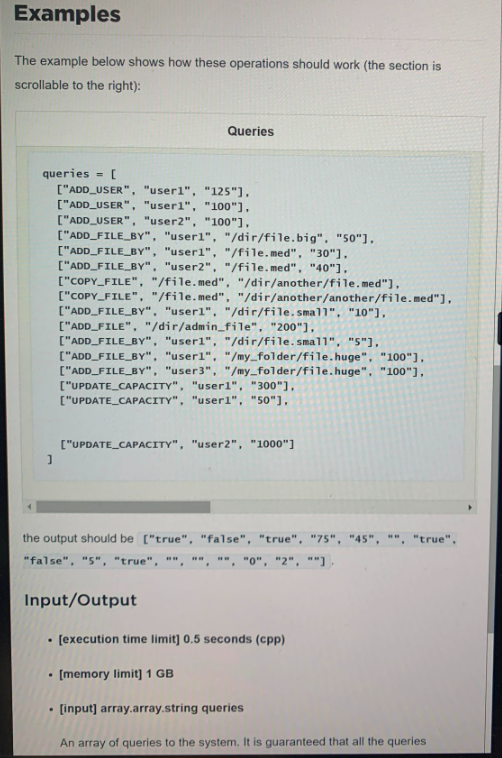 Examples
The example below shows how these operations should work (the section is
scrollable to the right):
Queries
queries = [
["ADD_USER", "user1", "125"],
["ADD_USER", "user1", "100"],
["ADD_USER", "user2", "100"],
["ADD_FILE_BY", "user1", "/dir/file.big", "50"],
["ADD_FILE_BY", "user1", "/file.med", "30"],
["ADD_FILE_BY", "user2", "/file.med", "40"],
["COPY_FILE", "/file.med", "/dir/another/file.med"],
["COPY_FILE", "/file.med", "/dir/another/another/file.med"],
["ADD_FILE_BY", "user1", "/dir/file.small", "10"],
["ADD_FILE", "/dir/admin_file", "200"],
["ADD_FILE_BY", "user1", "/dir/file.small", "5"],
["ADD_FILE_BY", "user1", "/my_folder/file.huge", "100"],
["ADD_FILE_BY", "user3", "/my_folder/file.huge", "100"],
["UPDATE_CAPACITY", "user1", "300"],
["UPDATE_CAPACITY", "user1", "50"],
["UPDATE_CAPACITY", "user2", "1000"]
]
the output should be ["true", "false", "true", "75", "45", "", "true",
"false", "5", "true", "", "", "", "0", "2", ""].
Input/Output
• [execution time limit] 0.5 seconds (cpp)
• [memory limit] 1 GB
• [input] array.array.string queries
An array of queries to the system. It is guaranteed that all the queries